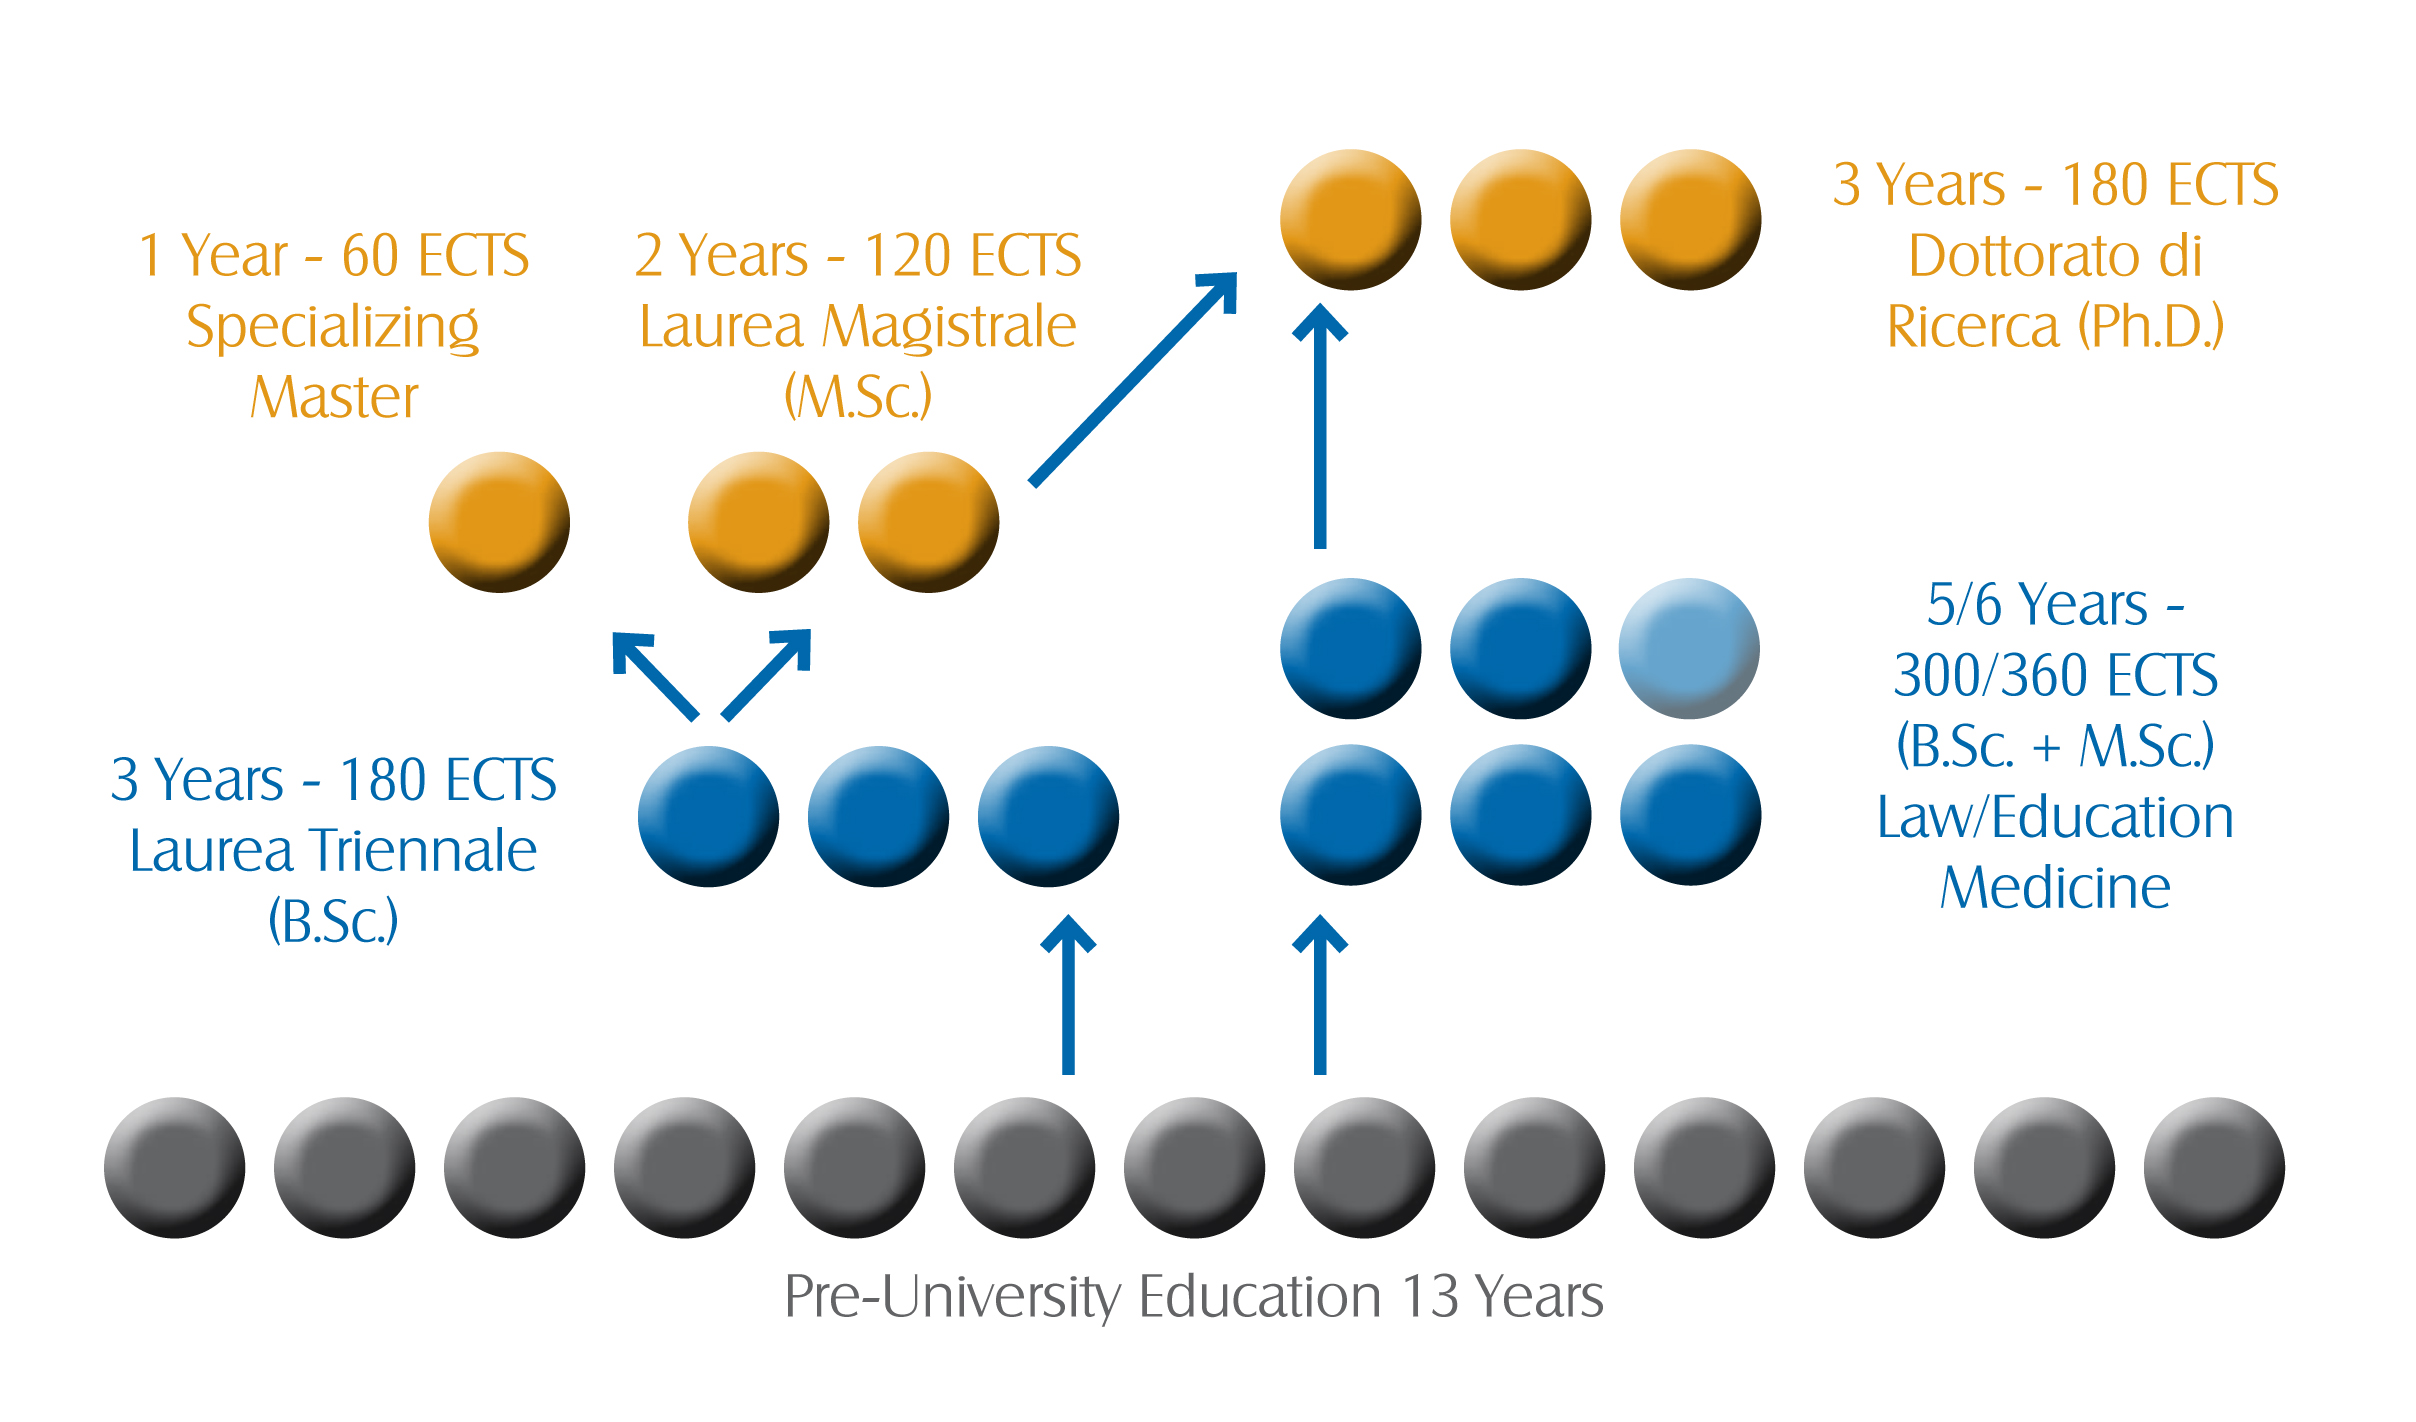 1 Year - 60 ECTS
Specializing
Master
2 Years - 120 ECTS
Laurea Magistrale
(M.Sc.)
3 Years - 180 ECTS
Dottorato di
Ricerca (Ph.D.)
3 Years - 180 ECTS
Laurea Triennale
(B.Sc.)
5/6 Years -
300/360 ECTS
(B.Sc. + M.Sc.)
Law/Education
Medicine
Pre-University Education 13 Years